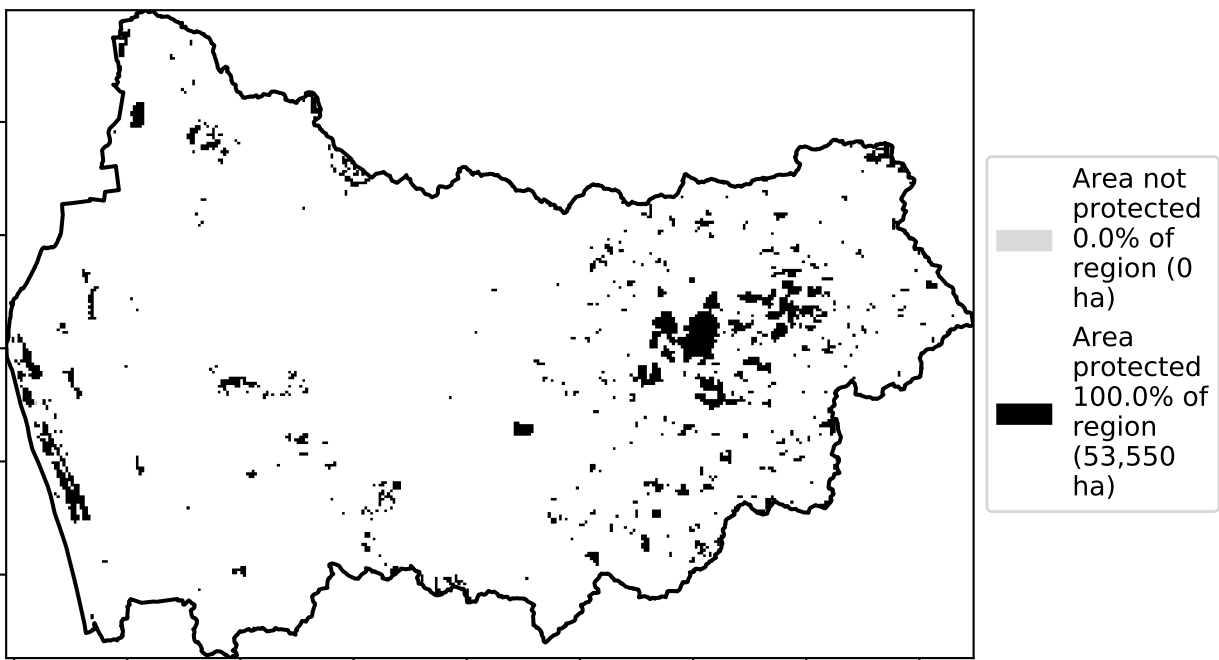 Area not
protected
0.0% of
region (0
ha)
Area
protected
100.0% of
region
(53,550
ha)